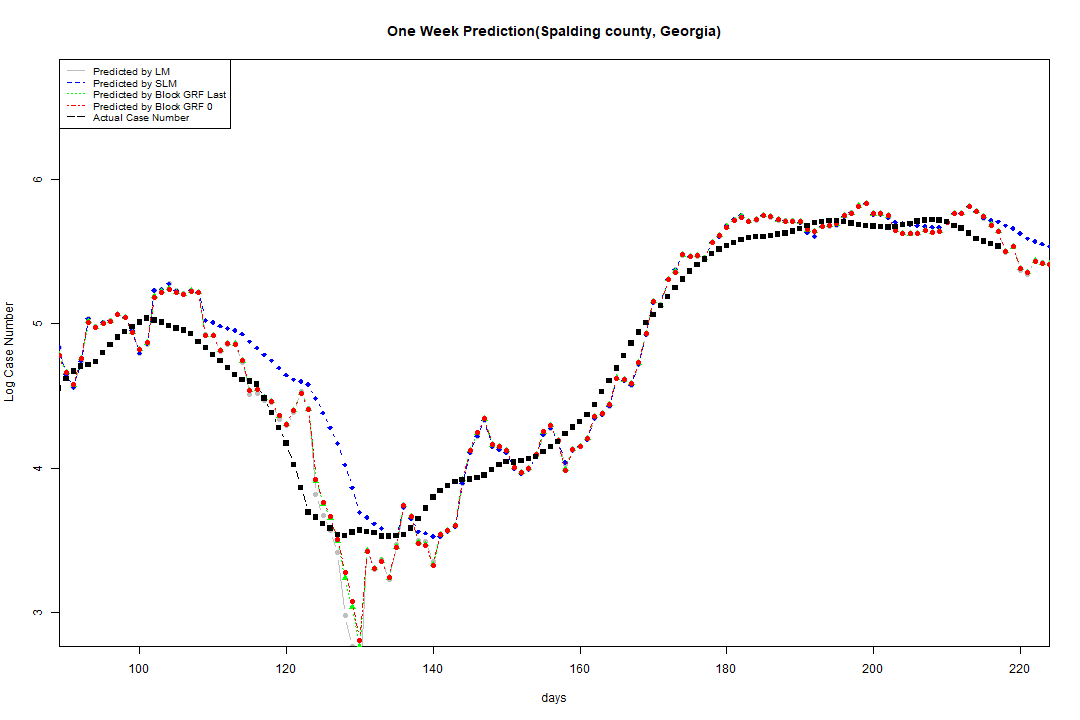 One Week Prediction(Spalding county, Georgia)
Predicted by LM
Predicted by SLM
Predicted by Block GRF Last
Predicted by Block GRF 0
Actual Case Number
Log Case Number
6
5
4
3
100 120 140 160 180 200 220
days